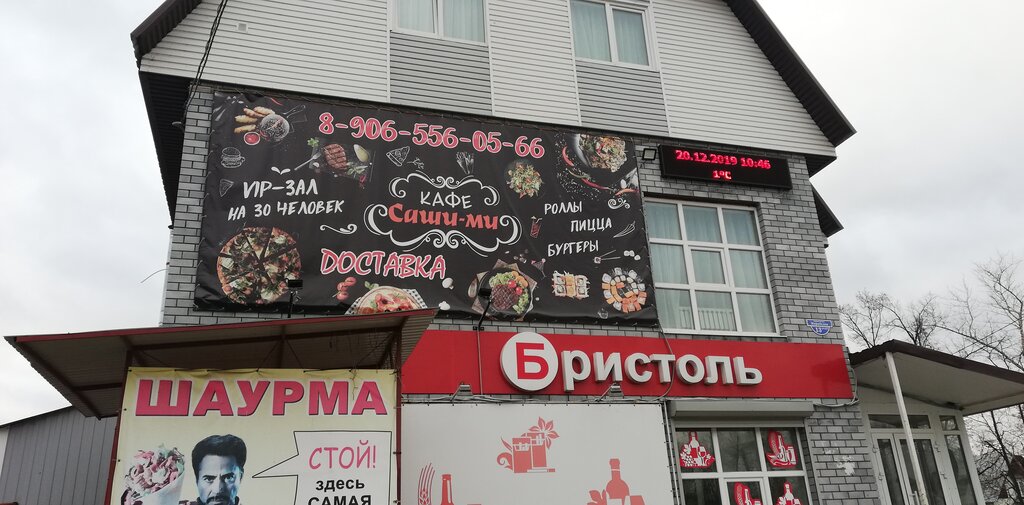 8-906-556-05-66
20.12.2019 10:46
1°C
VIP-ЗАЛ
НА 30 ЧЕЛОВЕК
КАФЕ
Саши-ми
РОЛЛЫ
ПИЦЦА
БУРГЕРЫ
ДОСТАВКА
Бристоль
ШАУРМА
СТОЙ!
здесь
САМАЯ